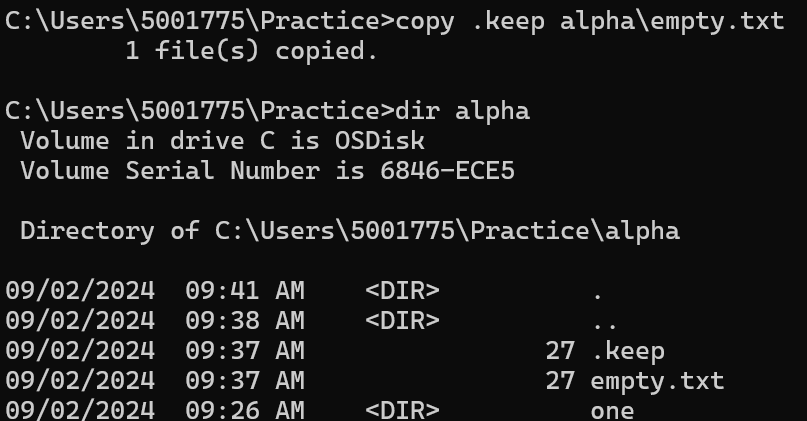 C:\Users\5001775\Practice>copy .keep alpha\empty.txt
        1 file(s) copied.

C:\Users\5001775\Practice>dir alpha
 Volume in drive C is OSDisk
 Volume Serial Number is 6846-ECE5

 Directory of C:\Users\5001775\Practice\alpha

09/02/2024  09:41 AM    <DIR>          .
09/02/2024  09:38 AM    <DIR>          ..
09/02/2024  09:37 AM                27 .keep
09/02/2024  09:37 AM                27 empty.txt
09/02/2024  09:26 AM    <DIR>          one